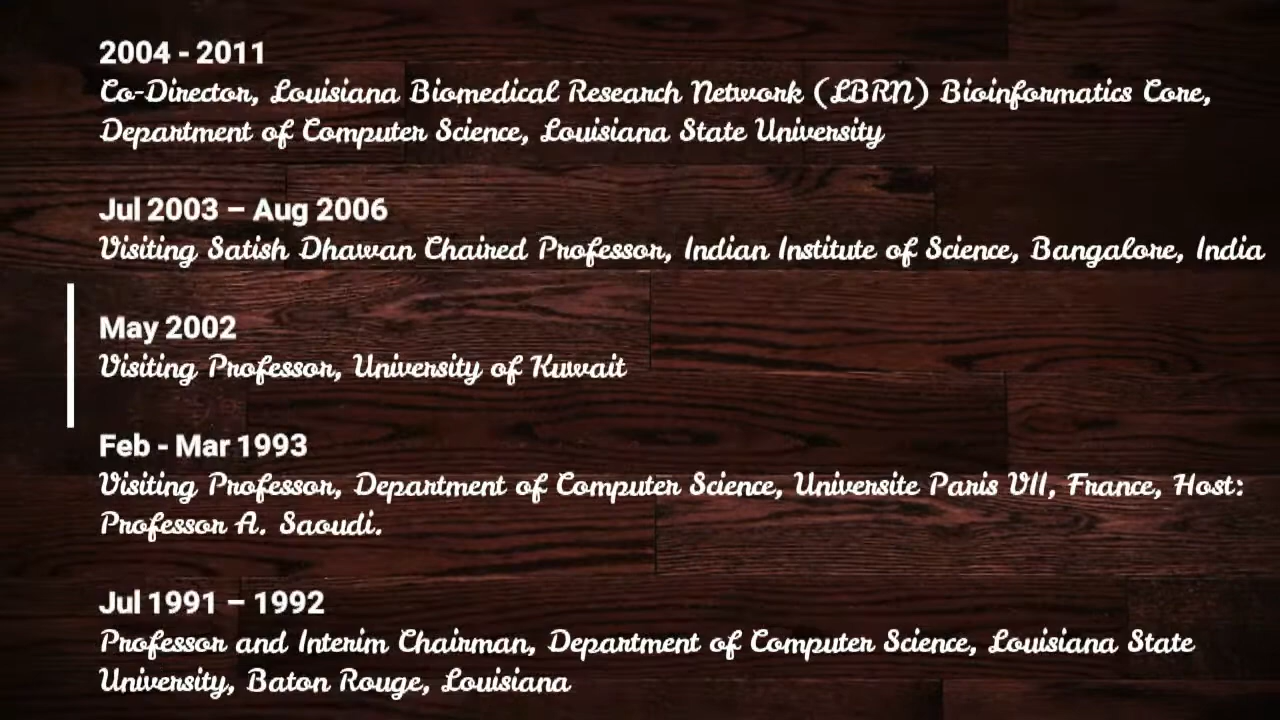 2004 - 2011
Co-Director, Louisiana Biomedical Research Network (LBRN) Bioinformatics Core,
Department of Computer Science, Louisiana State University
Jul 2003 – Aug 2006
Visiting Satish Dhawan Chaired Professor, Indian Institute of Science, Bangalore, India
May 2002
Visiting Professor, University of Kuwait
Feb - Mar 1993
Visiting Professor, Department of Computer Science, Universite Paris VII, France, Host:
Professor A. Saoudi.
Jul 1991 – 1992
Professor and Interim Chairman, Department of Computer Science, Louisiana State
University, Baton Rouge, Louisiana